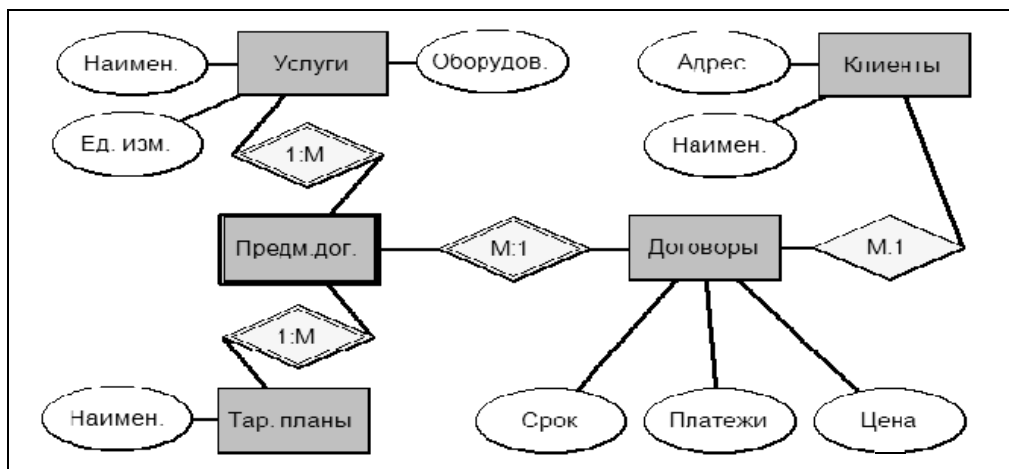 Наимен.
Услуги
Оборудов.
Адрес
Клиенты
Ед. изм.
Наимен.
1:М
Предм.дог.
М:1
Договоры
М.1
1:М
Наимен.
Тар. планы
Срок
Платежи
Цена